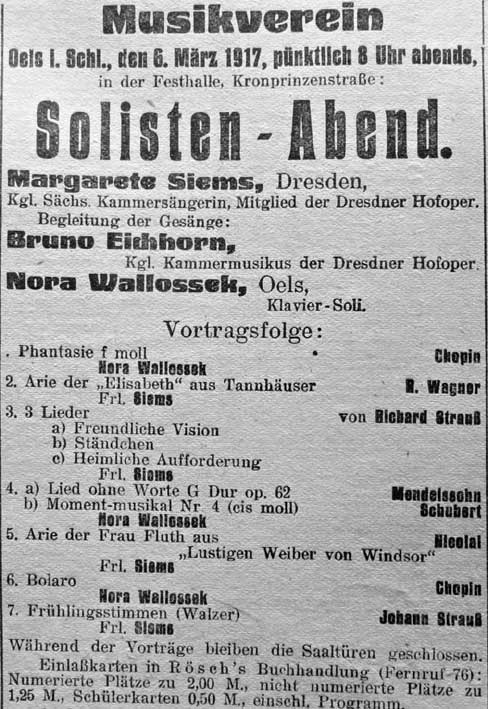 Musikverein
Oels i. Schl., den 6. März 1917, pünktlich 8 Uhr abends,
in der Festhalle, Kronprinzenstraße:
Solisten - Abend.
Margarete Siems, Dresden,
Kgl. Sächs. Kammersängerin, Mitglied der Dresdner Hofoper.
Begleitung der Gesänge:
Bruno Eichhorn,
Kgl. Kammermusikus der Dresdner Hofoper.
Nora Wallossek, Oels,
Klavier-Soli.
Vortragsfolge:
. Phantasie f moll Chopin
Nora Wallossek
2. Arie der „Elisabeth“ aus Tannhäuser R. Wagner
Frl. Siems
3. 3 Lieder von Richard Strauß
a) Freundliche Vision
b) Ständchen
c) Heimliche Aufforderung
Frl. Siems
4. a) Lied ohne Worte G Dur op. 62 Mendelssohn
b) Moment-musikal Nr. 4 (cis moll) Schubert
Nora Wallossek
5. Arie der Frau Fluth aus Nicolai
„Lustigen Weiber von Windsor“
Frl. Siems
6. Bolaro Chopin
Nora Wallossek
7. Frühlingsstimmen (Walzer) Johann Strauß
Frl. Siems
Während der Vorträge bleiben die Saaltüren geschlossen.
Einlaßkarten in Rösch's Buchhandlung (Fernruf 76):
Numerierte Plätze zu 2,00 M., nicht numerierte Plätze zu
1,25 M., Schülerkarten 0,50 M., einschl. Programm.